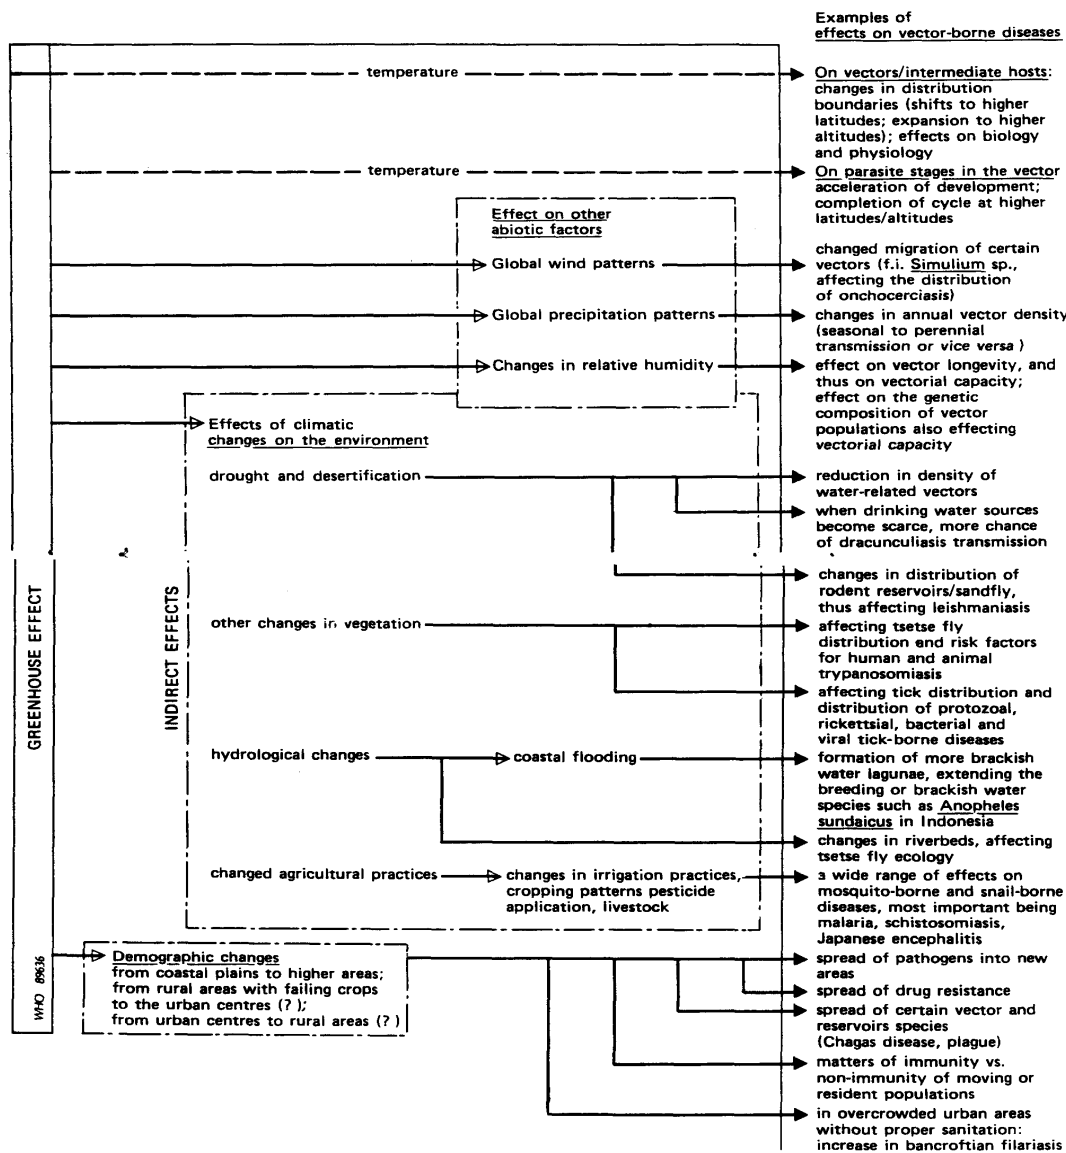 Examples of
effects on vector-borne diseases
temperature
On vectors/intermediate hosts:
changes in distribution
boundaries (shifts to higher
latitudes; expansion to higher
altitudes); effects on biology
and physiology
temperature
On parasite stages in the vector
acceleration of development;
completion of cycle at higher
latitudes/altitudes
Effect on other
abiotic factors
Global wind patterns
changed migration of certain
vectors (f.i. Simulium sp.,
affecting the distribution
of onchocerciasis)
Global precipitation patterns
changes in annual vector density
(seasonal to perennial
transmission or vice versa )
Changes in relative humidity
effect on vector longevity, and
thus on vectorial capacity;
effect on the genetic
composition of vector
populations also effecting
vectorial capacity
Effects of climatic
changes on the environment
drought and desertification
reduction in density of
water-related vectors
when drinking water sources
become scarce, more chance
of dracunculiasis transmission
changes in distribution of
rodent reservoirs/sandfly,
thus affecting leishmaniasis
other changes in vegetation
affecting tsetse fly
distribution and risk factors
for human and animal
trypanosomiasis
affecting tick distribution and
distribution of protozoal,
rickettsial, bacterial and
viral tick-borne diseases
hydrological changes
coastal flooding
formation of more brackish
water lagunae, extending the
breeding or brackish water
species such as Anopheles
sundaicus in Indonesia
changes in riverbeds, affecting
tsetse fly ecology
changed agricultural practices
changes in irrigation practices,
cropping patterns pesticide
application, livestock
a wide range of effects on
mosquito-borne and snail-borne
diseases, most important being
malaria, schistosomiasis,
Japanese encephalitis
GREENHOUSE EFFECT
INDIRECT EFFECTS
WHO 89636
Demographic changes
from coastal plains to higher areas;
from rural areas with failing crops
to the urban centres (?);
from urban centres to rural areas (?)
spread of pathogens into new
areas
spread of drug resistance
spread of certain vector and
reservoirs species
(Chagas disease, plague)
matters of immunity vs.
non-immunity of moving or
resident populations
in overcrowded urban areas
without proper sanitation:
increase in bancroftian filariasis